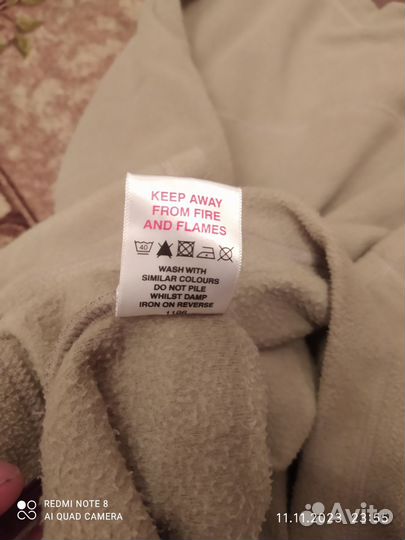 KEEP AWAY
FROM FIRE
AND FLAMES
40
WASH WITH
SIMILAR COLOURS
DO NOT PILE
WHILST DAMP
IRON ON REVERSE
REDMI NOTE 8
AI QUAD CAMERA
11.11.2023 23:55
Avito